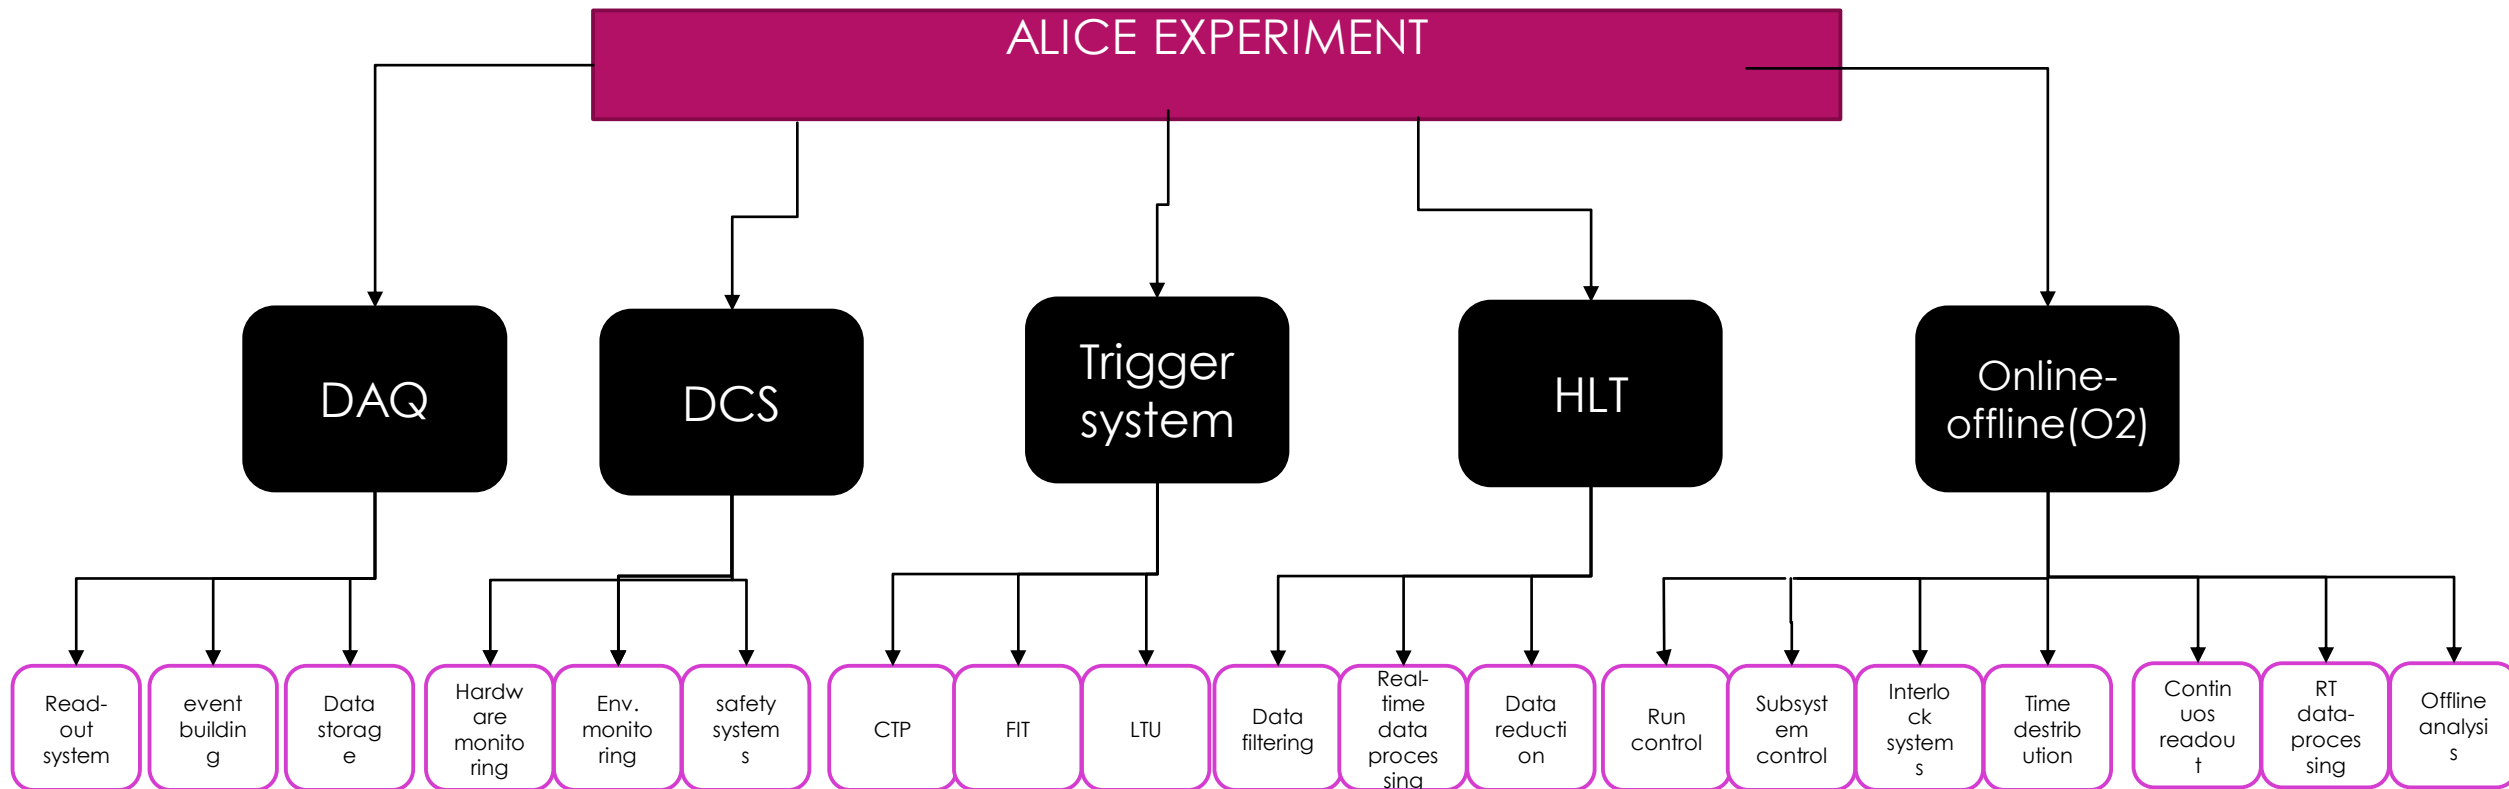 ALICE EXPERIMENT
DAQ
DCS
Trigger
system
HLT
Online-
offline(O2)
Read-
out
system
event
buildin
g
Data
storag
e
Hardw
are
monito
ring
Env.
monito
ring
safety
system
s
CTP
FIT
LTU
Data
filtering
Real-
time
data
proces
sing
Data
reducti
on
Run
control
Subsyst
em
control
Interlo
ck
system
s
Time
destrib
ution
Contin
uos
readou
t
RT
data-
proces
sing
Offline
analysi
s